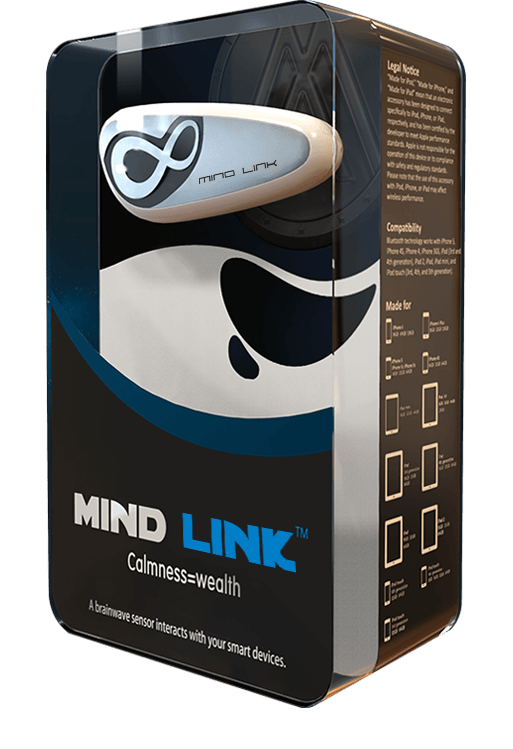 MIND LINK
MIND LINK™
Calmness=wealth
A brainwave sensor interacts with your smart devices.
Legal Notice
"Made for iPod," "Made for iPhone," and
"Made for iPad" mean that an electronic
accessory has been designed to connect
specifically to iPod, iPhone, or iPad,
respectively, and has been certified by the
developer to meet Apple performance
standards. Apple is not responsible for the
operation of this device or its compliance
with safety and regulatory standards.
Please note that the use of this accessory
with iPod, iPhone, or iPad may affect
wireless performance.
Compatibility
Bluetooth technology works with iPhone 5,
iPhone 4S, iPhone 4, iPhone 3GS, iPad (3rd and
4th generation), iPad 2, iPad, iPad mini, and
iPod touch (3rd, 4th, and 5th generation).
Made for